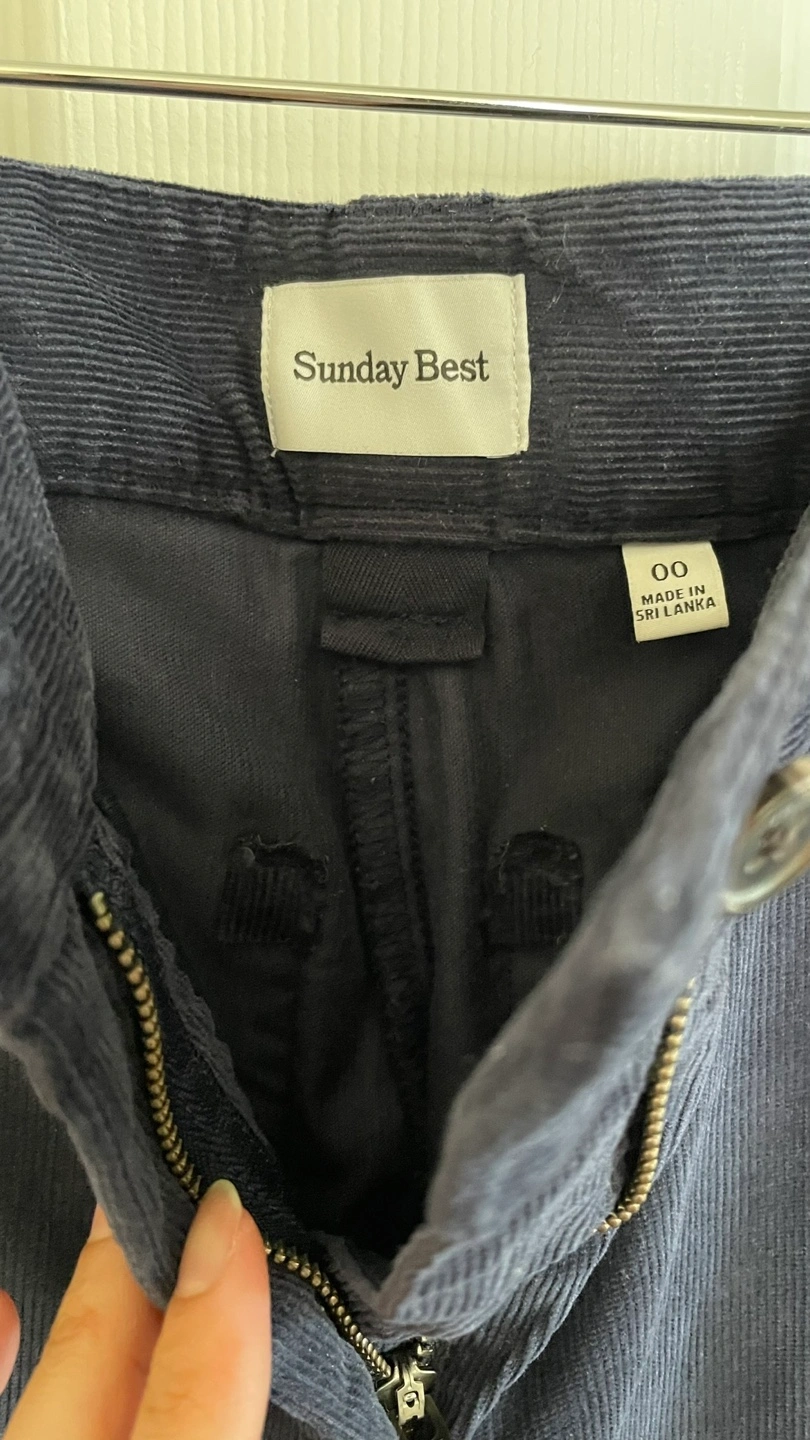 Sunday Best
00
MADE IN
SRI LANKA